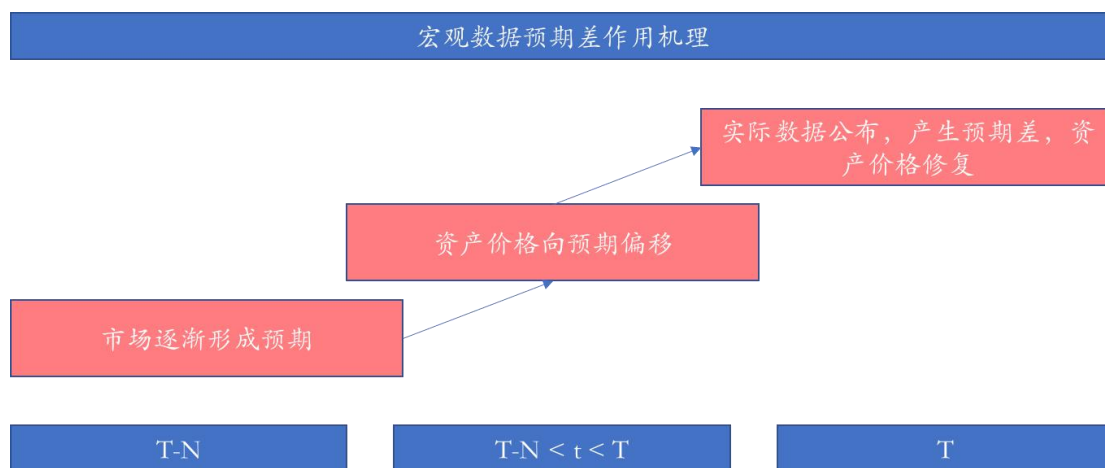 宏观数据预期差作用机理
实际数据公布，产生预期差，资
产价格修复
资产价格向预期偏移
市场逐渐形成预期
T-N
T-N < t < T
T